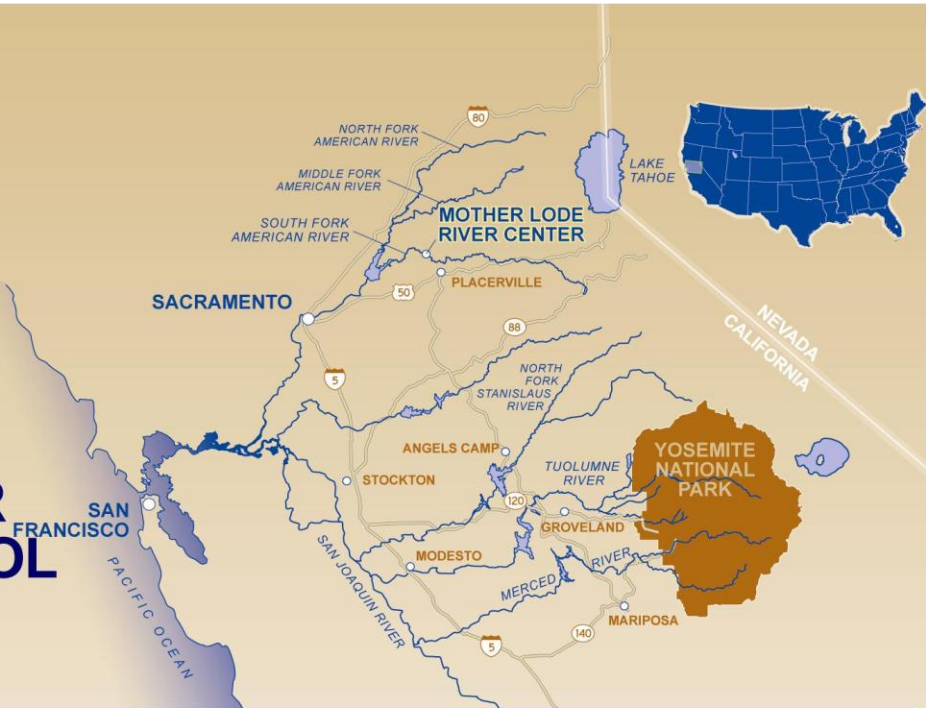 80
NORTH FORK
AMERICAN RIVER
MIDDLE FORK
AMERICAN RIVER
LAKE
TAHOE
MOTHER LODE
RIVER CENTER
SOUTH FORK
AMERICAN RIVER
PLACERVILLE
50
SACRAMENTO
88
NEVADA
CALIFORNIA
5
NORTH
FORK
STANISLAUS
RIVER
ANGELS CAMP
YOSEMITE
NATIONAL
PARK
TUOLUMNE
RIVER
STOCKTON
120
GROVELAND
R
OL
SAN
FRANCISCO
MODESTO
SAN JOAQUIN RIVER
MERCED RIVER
PACIFIC OCEAN
MARIPOSA
140
5